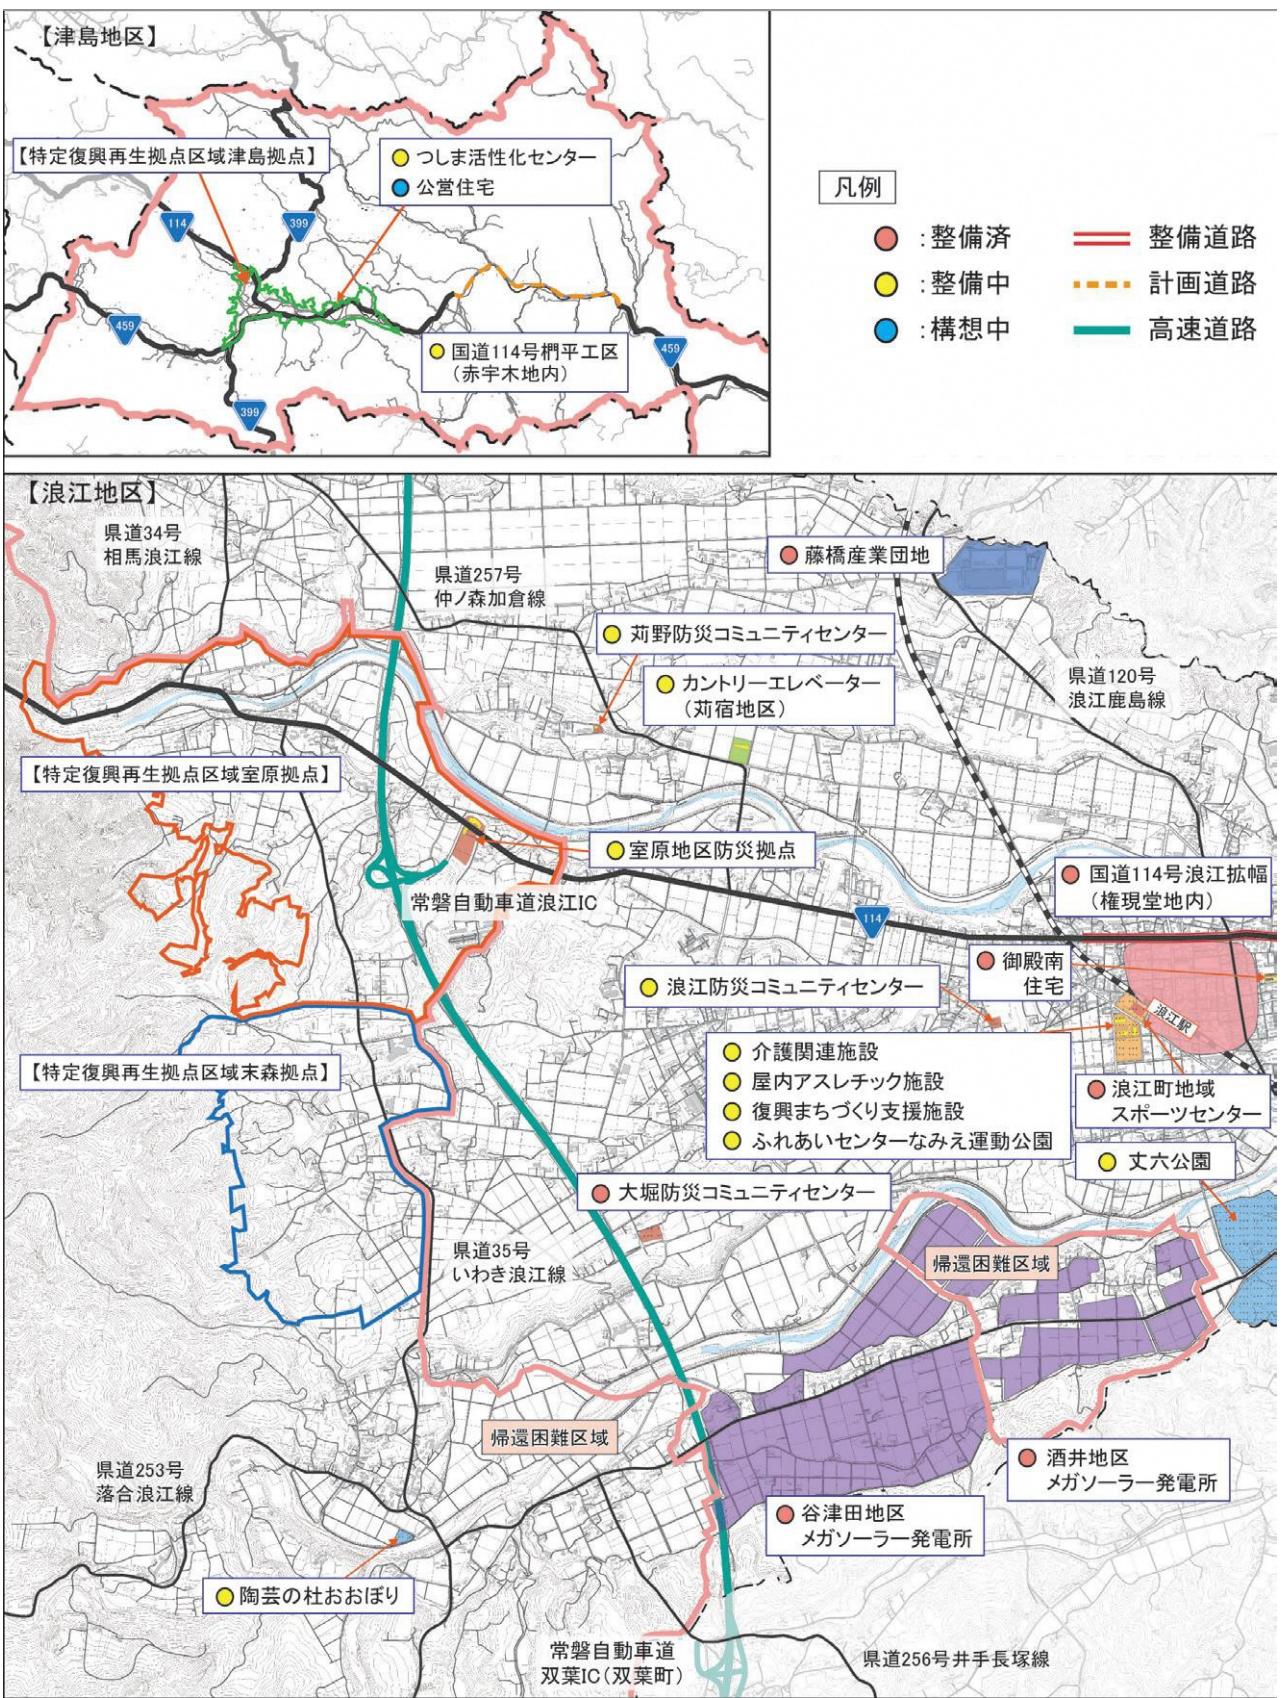 【津島地区】
【特定復興再生拠点区域津島拠点】
つしま活性化センター
公営住宅
114
399
459
国道114号椚平工区
(赤宇木地内)
459
399
凡例
:整備済
整備道路
:整備中
計画道路
:構想中
高速道路
【浪江地区】
県道34号
相馬浪江線
県道257号
仲ノ森加倉線
藤橋産業団地
苅野防災コミュニティセンター
カントリーエレベーター
(苅宿地区)
県道120号
浪江鹿島線
【特定復興再生拠点区域室原拠点】
室原地区防災拠点
国道114号浪江拡幅
(権現堂地内)
常磐自動車道浪江IC
114
御殿南
住宅
浪江防災コミュニティセンター
浪江駅
介護関連施設
屋内アスレチック施設
復興まちづくり支援施設
ふれあいセンターなみえ運動公園
【特定復興再生拠点区域末森拠点】
浪江町地域
スポーツセンター
丈六公園
大堀防災コミュニティセンター
県道35号
いわき浪江線
帰還困難区域
帰還困難区域
県道253号
落合浪江線
酒井地区
メガソーラー発電所
谷津田地区
メガソーラー発電所
陶芸の杜おおぼり
常磐自動車道
双葉IC(双葉町)
県道256号井手長塚線